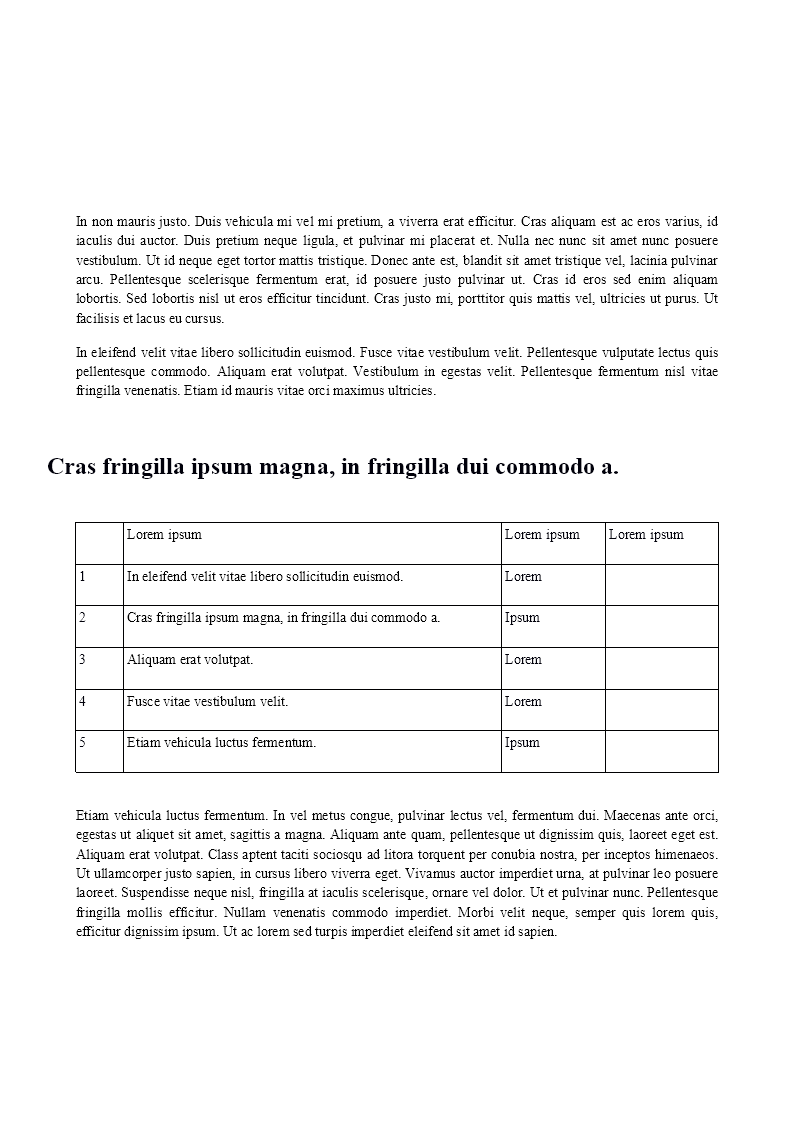 In non mauris justo. Duis vehicula mi vel mi pretium, a viverra erat efficitur. Cras aliquam est ac eros varius, id
iaculis dui auctor. Duis pretium neque ligula, et pulvinar mi placerat et. Nulla nec nunc sit amet nunc posuere
vestibulum. Ut id neque eget tortor mattis tristique. Donec ante est, blandit sit amet tristique vel, lacinia pulvinar
arcu. Pellentesque scelerisque fermentum erat, id posuere justo pulvinar ut. Cras id eros sed enim aliquam
lobortis. Sed lobortis nisl ut eros efficitur tincidunt. Cras justo mi, porttitor quis mattis vel, ultricies ut purus. Ut
facilisis et lacus eu cursus.
In eleifend velit vitae libero sollicitudin euismod. Fusce vitae vestibulum velit. Pellentesque vulputate lectus quis
pellentesque commodo. Aliquam erat volutpat. Vestibulum in egestas velit. Pellentesque fermentum nisl vitae
fringilla venenatis. Etiam id mauris vitae orci maximus ultricies.
Cras fringilla ipsum magna, in fringilla dui commodo a.
Lorem ipsum Lorem ipsum Lorem ipsum
1 In eleifend velit vitae libero sollicitudin euismod. Lorem
2 Cras fringilla ipsum magna, in fringilla dui commodo a. Ipsum
3 Aliquam erat volutpat. Lorem
4 Fusce vitae vestibulum velit. Lorem
5 Etiam vehicula luctus fermentum. Ipsum
Etiam vehicula luctus fermentum. In vel metus congue, pulvinar lectus vel, fermentum dui. Maecenas ante orci,
egestas ut aliquet sit amet, sagittis a magna. Aliquam ante quam, pellentesque ut dignissim quis, laoreet eget est.
Aliquam erat volutpat. Class aptent taciti sociosqu ad litora torquent per conubia nostra, per inceptos himenaeos.
Ut ullamcorper justo sapien, in cursus libero viverra eget. Vivamus auctor imperdiet urna, at pulvinar leo posuere
laoreet. Suspendisse neque nisl, fringilla at iaculis scelerisque, ornare vel dolor. Ut et pulvinar nunc. Pellentesque
fringilla mollis efficitur. Nullam venenatis commodo imperdiet. Morbi velit neque, semper quis lorem quis,
efficitur dignissim ipsum. Ut ac lorem sed turpis imperdiet eleifend sit amet id sapien.